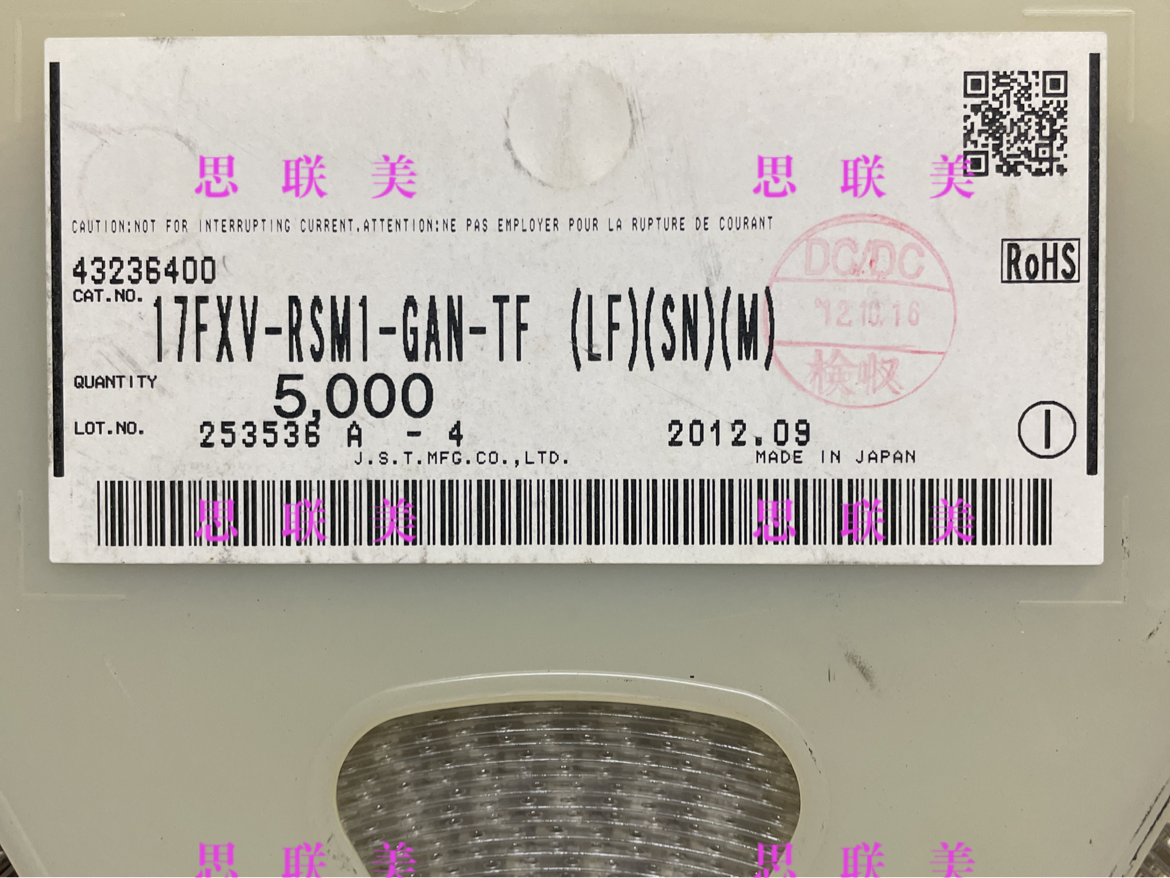 思 联 美 思 联 美
CAUTION:NOT FOR INTERRUPTING CURRENT.ATTENTION:NE PAS EMPLOYER POUR LA RUPTURE DE COURANT
DC/DC
'12.10.16
検収
RoHS
43236400
CAT.NO. 17FXV-RSM1-GAN-TF (LF)(SN)(M)
QUANTITY 5,000
LOT.NO. 253536 A - 4 2012.09
J.S.T.MFG.CO.,LTD. MADE IN JAPAN
I
思 联 美 思 联 美
思 联 美 思 联 美